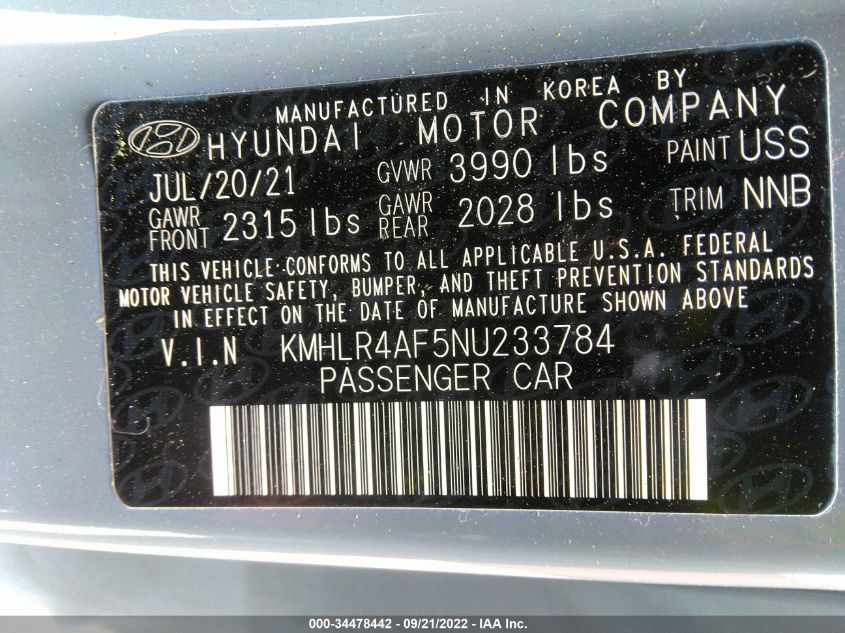 MANUFACTURED IN KOREA BY
HYUNDAI MOTOR COMPANY
JUL/20/21 GVWR 3990 lbs PAINT USS
GAWR FRONT 2315 lbs GAWR REAR 2028 lbs TRIM NNB
THIS VEHICLE CONFORMS TO ALL APPLICABLE U.S.A. FEDERAL
MOTOR VEHICLE SAFETY, BUMPER, AND THEFT PREVENTION STANDARDS
IN EFFECT ON THE DATE OF MANUFACTURE SHOWN ABOVE
V.I.N KMHLR4AF5NU233784
PASSENGER CAR
000-34478442 - 09/21/2022 - IAA Inc.